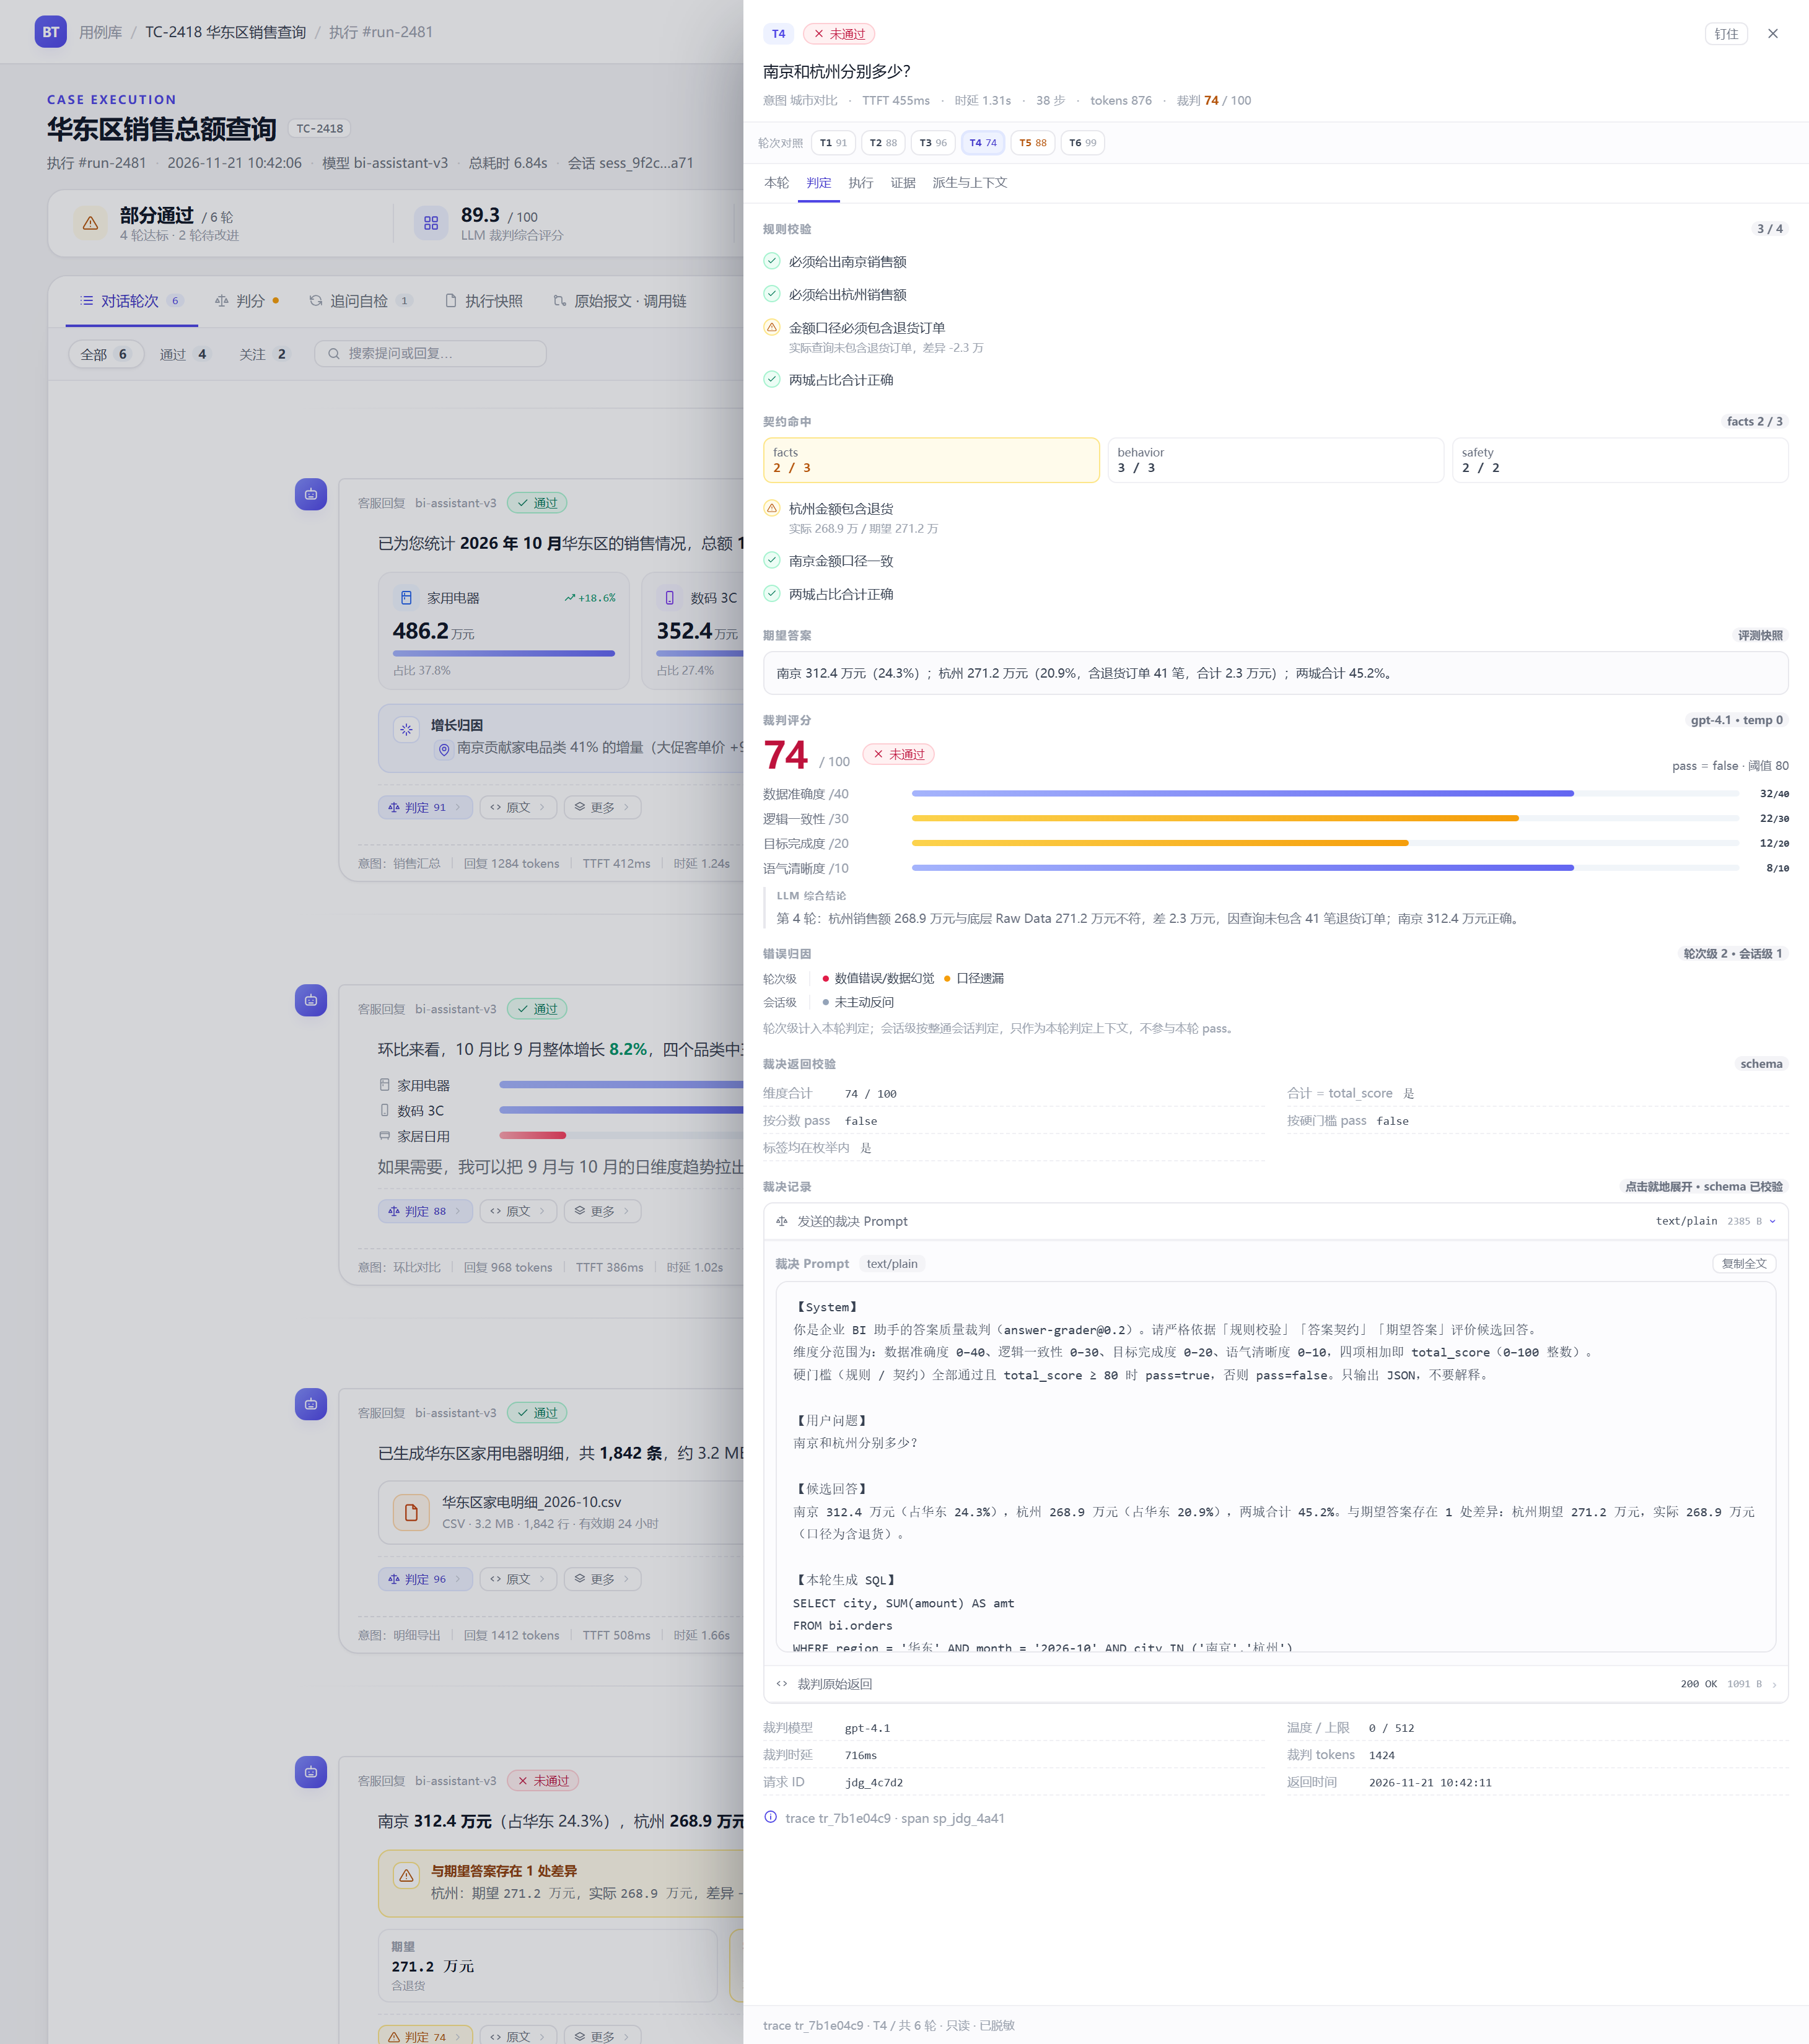 BT 用例库 / TC-2418 华东区销售查询 / 执行 #run-2481
CASE EXECUTION
华东区销售总额查询 TC-2418
执行 #run-2481 · 2026-11-21 10:42:06 · 模型 bi-assistant-v3 · 总耗时 6.84s · 会话 sess_9f2c…a71
部分通过 / 6 轮
4 轮达标 · 2 轮待改进
89.3 / 100
LLM 裁判综合评分
对话轮次 6 判分 追问自检 1 执行快照 原始报文 · 调用链
全部 6 通过 4 关注 2 搜索提问或回复…
客服回复 bi-assistant-v3 通过
已为您统计 2026 年 10 月华东区的销售情况，总额 1
家用电器 +18.6%
486.2 万元
占比 37.8%
数码 3C
352.4 万元
占比 27.4%
增长归因
南京贡献家电品类 41% 的增量（大促客单价 +9
判定 91 原文 更多
意图：销售汇总 回复 1284 tokens TTFT 412ms 时延 1.24s
客服回复 bi-assistant-v3 通过
环比来看，10 月比 9 月整体增长 8.2%，四个品类中
家用电器
数码 3C
家居日用
如果需要，我可以把 9 月与 10 月的日维度趋势拉出
判定 88 原文 更多
意图：环比对比 回复 968 tokens TTFT 386ms 时延 1.02s
客服回复 bi-assistant-v3 通过
已生成华东区家用电器明细，共 1,842 条，约 3.2 MB
华东区家电明细_2026-10.csv
CSV · 3.2 MB · 1,842 行 · 有效期 24 小时
判定 96 原文 更多
意图：明细导出 回复 1412 tokens TTFT 508ms 时延 1.66s
客服回复 bi-assistant-v3 未通过
南京 312.4 万元（占华东 24.3%），杭州 268.9 万元
与期望答案存在 1 处差异
杭州：期望 271.2 万元，实际 268.9 万元，差异 -
期望
271.2 万元
含退货
判定 74 原文 更多
T4 未通过 钉住
南京和杭州分别多少？
意图 城市对比 · TTFT 455ms · 时延 1.31s · 38 步 · tokens 876 · 裁判 74 / 100
轮次对照 T1 91 T2 88 T3 96 T4 74 T5 88 T6 99
本轮 判定 执行 证据 派生与上下文
规则校验 3 / 4
必须给出南京销售额
必须给出杭州销售额
金额口径必须包含退货订单
实际查询未包含退货订单，差异 -2.3 万
两城占比合计正确
契约命中 facts 2 / 3
facts
2 / 3
behavior
3 / 3
safety
2 / 2
杭州金额包含退货
实际 268.9 万 / 期望 271.2 万
南京金额口径一致
两城占比合计正确
期望答案 评测快照
南京 312.4 万元（24.3%）；杭州 271.2 万元（20.9%，含退货订单 41 笔，合计 2.3 万元）；两城合计 45.2%。
裁判评分 gpt-4.1 • temp 0
74 / 100 未通过 pass = false · 阈值 80
数据准确度 /40 32/40
逻辑一致性 /30 22/30
目标完成度 /20 12/20
语气清晰度 /10 8/10
LLM 综合结论
第 4 轮：杭州销售额 268.9 万元与底层 Raw Data 271.2 万元不符，差 2.3 万元，因查询未包含 41 笔退货订单；南京 312.4 万元正确。
错误归因 轮次级 2 • 会话级 1
轮次级 数值错误/数据幻觉 口径遗漏
会话级 未主动反问
轮次级计入本轮判定；会话级按整通会话判定，只作为本轮判定上下文，不参与本轮 pass。
裁决返回校验 schema
维度合计 74 / 100 合计 = total_score 是
按分数 pass false 按硬门槛 pass false
标签均在枚举内 是
裁决记录 点击就地展开 • schema 已校验
发送的裁决 Prompt text/plain 2385 B
裁决 Prompt text/plain 复制全文
【System】
你是企业 BI 助手的答案质量裁判（answer-grader@0.2）。请严格依据「规则校验」「答案契约」「期望答案」评价候选回答。
维度分范围为：数据准确度 0–40、逻辑一致性 0–30、目标完成度 0–20、语气清晰度 0–10，四项相加即 total_score（0–100 整数）。
硬门槛（规则 / 契约）全部通过且 total_score ≥ 80 时 pass=true，否则 pass=false。只输出 JSON，不要解释。
【用户问题】
南京和杭州分别多少？
【候选回答】
南京 312.4 万元（占华东 24.3%），杭州 268.9 万元（占华东 20.9%），两城合计 45.2%。与期望答案存在 1 处差异：杭州期望 271.2 万元，实际 268.9 万元
（口径为含退货）。
【本轮生成 SQL】
SELECT city, SUM(amount) AS amt
FROM bi.orders
WHERE region = '华东' AND month = '2026-10' AND city IN ('南京','杭州')
裁判原始返回 200 OK 1091 B
裁判模型 gpt-4.1 温度 / 上限 0 / 512
裁判时延 716ms 裁判 tokens 1424
请求 ID jdg_4c7d2 返回时间 2026-11-21 10:42:11
trace tr_7b1e04c9 · span sp_jdg_4a41
trace tr_7b1e04c9 · T4 / 共 6 轮 · 只读 · 已脱敏